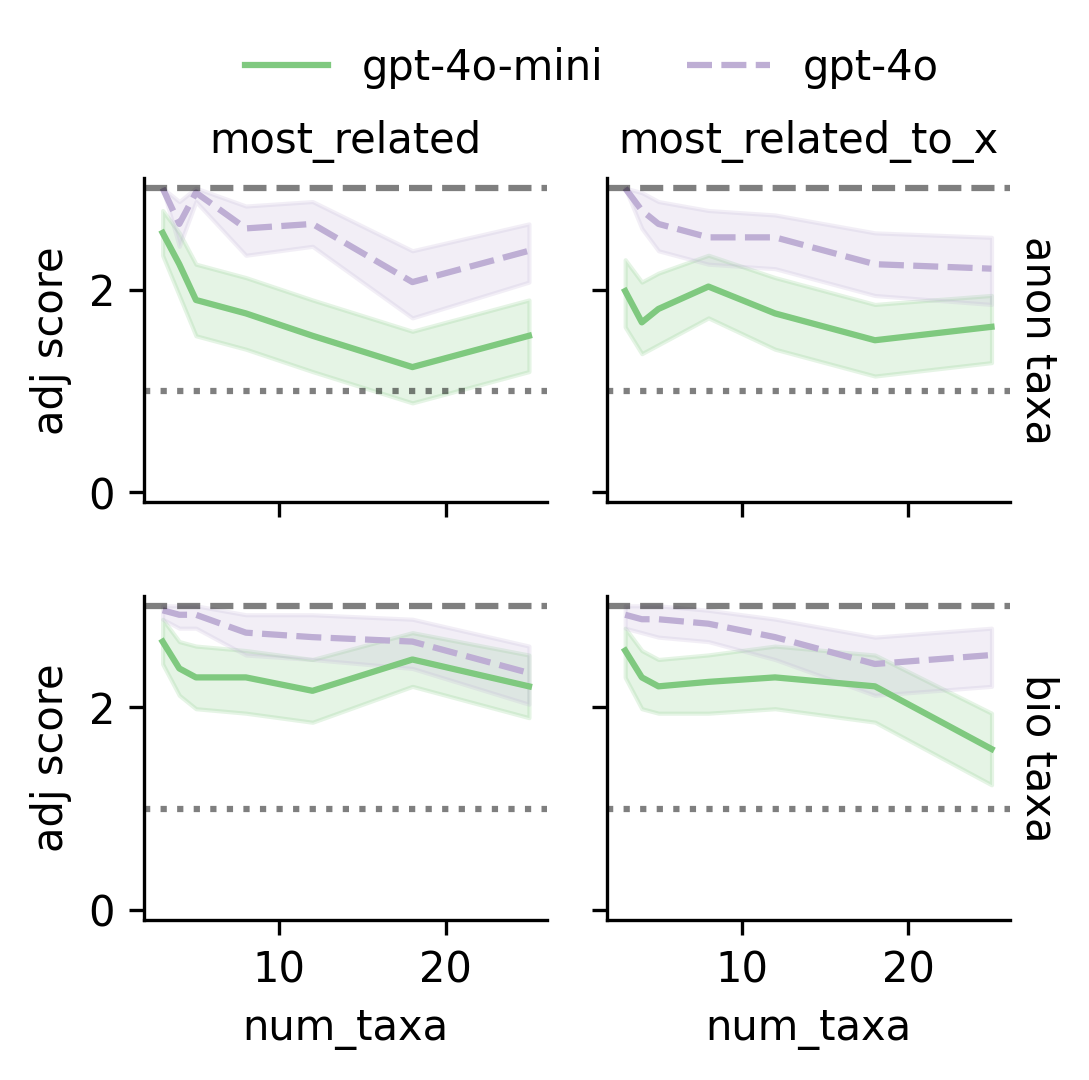 gpt-4o-mini gpt-4o
most_related most_related_to_x
adj score
2
0
anon taxa
adj score
2
0
bio taxa
10 20 10 20
num_taxa num_taxa